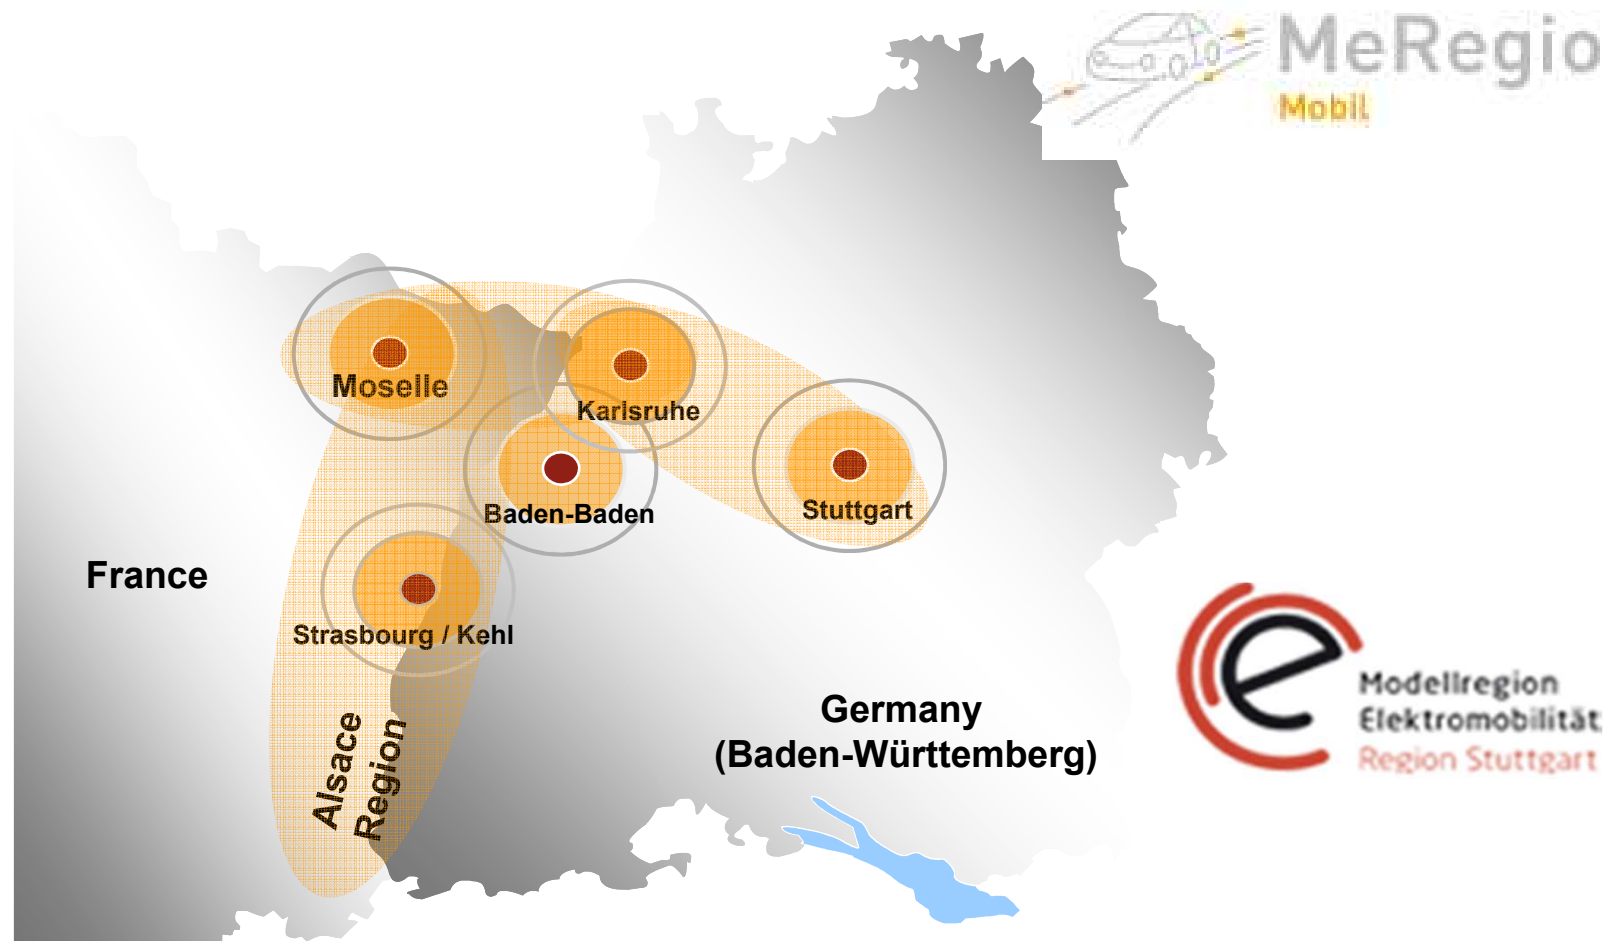 MeRegio
Mobil
Moselle
Karlsruhe
Baden-Baden
Stuttgart
France
Strasbourg / Kehl
Alsace
Region
Germany
(Baden-Württemberg)
e
Modellregion
Elektromobilität
Region Stuttgart